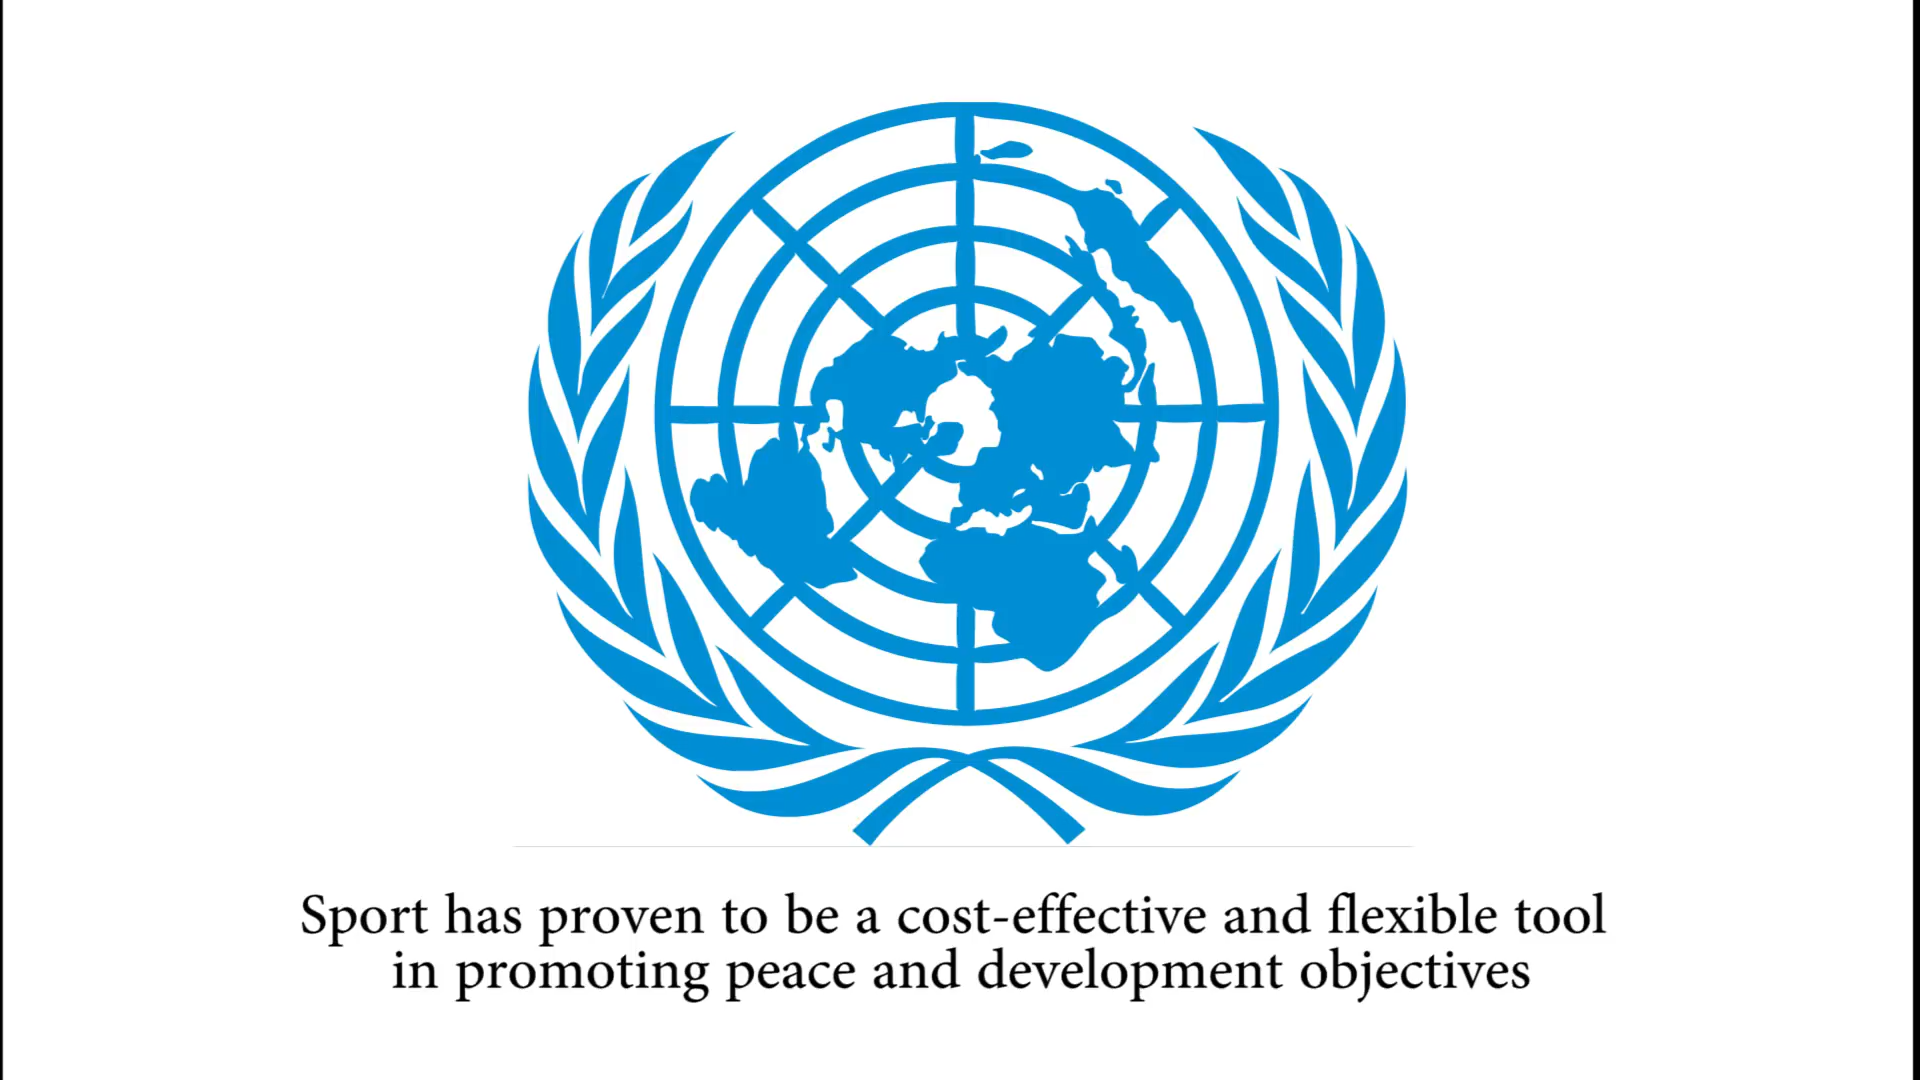 Sport has proven to be a cost-effective and flexible tool
in promoting peace and development objectives